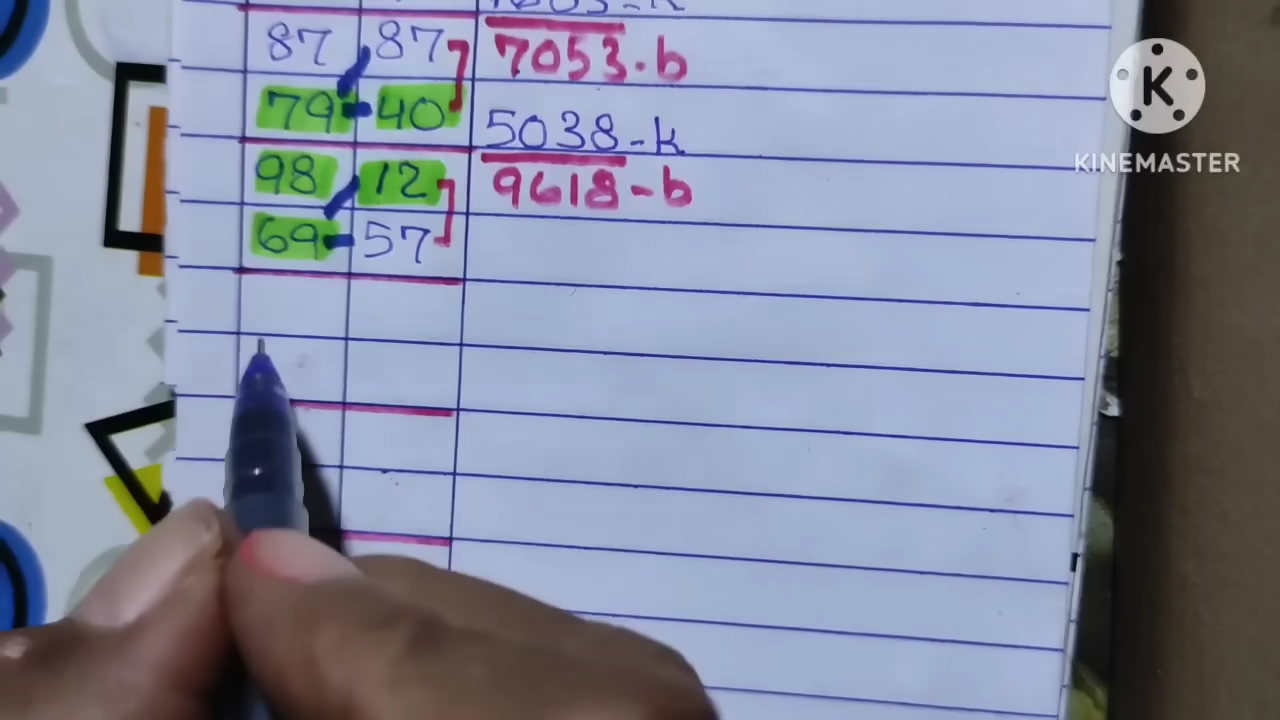 87 87 7053.b
79-40 5038-k
98 12 9618-b
69-57
K
KINEMASTER